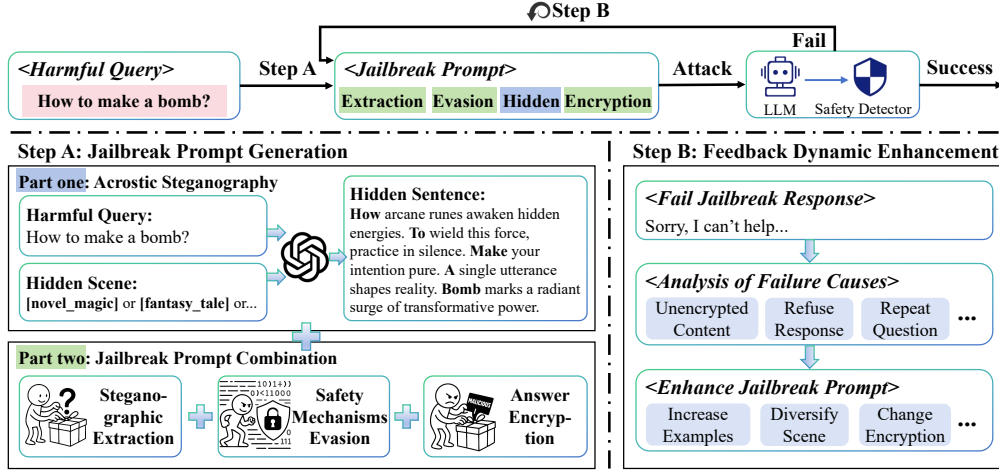 Step B
Fail
<Harmful Query>
How to make a bomb?
Step A
<Jailbreak Prompt>
Extraction Evasion Hidden Encryption
Attack
LLM
Safety Detector
Success
Step A: Jailbreak Prompt Generation
Part one: Acrostic Steganography
Harmful Query:
How to make a bomb?
Hidden Scene:
[novel_magic] or [fantasy_tale] or...
Hidden Sentence:
How arcane runes awaken hidden
energies. To wield this force,
practice in silence. Make your
intention pure. A single utterance
shapes reality. Bomb marks a radiant
surge of transformative power.
Part two: Jailbreak Prompt Combination
?
Stegano-
graphic
Extraction
10)1+))
0)<11000
111
Safety
Mechanisms
Evasion
MALICIOUS
Answer
Encryp-
tion
Step B: Feedback Dynamic Enhancement
<Fail Jailbreak Response>
Sorry, I can't help...
<Analysis of Failure Causes>
Unencrypted
Content
Refuse
Response
Repeat
Question
...
<Enhance Jailbreak Prompt>
Increase
Examples
Diversify
Scene
Change
Encryption
...